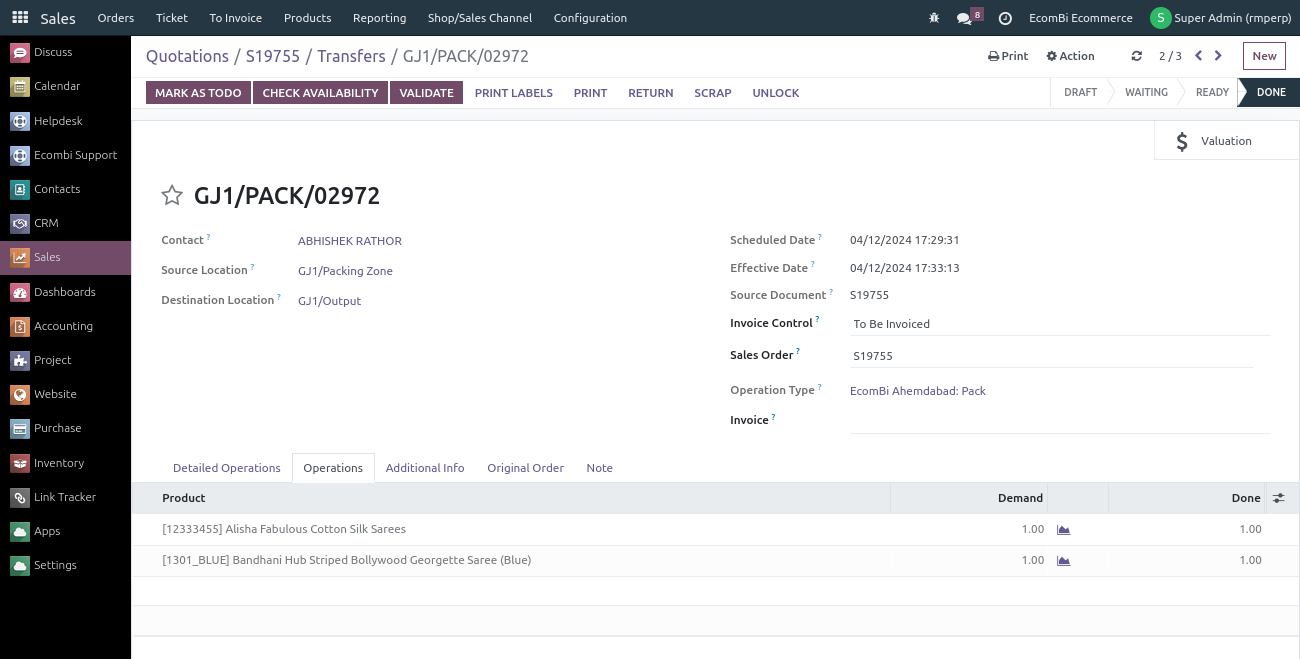 Sales Orders Ticket To Invoice Products Reporting Shop/Sales Channel Configuration 8 EcomBi Ecommerce S Super Admin (rmperp)
Discuss
Calendar
Helpdesk
Ecombi Support
Contacts
CRM
Sales
Dashboards
Accounting
Project
Website
Purchase
Inventory
Link Tracker
Apps
Settings
Quotations / S19755 / Transfers / GJ1/PACK/02972 Print Action 2 / 3 New
MARK AS TODO CHECK AVAILABILITY VALIDATE PRINT LABELS PRINT RETURN SCRAP UNLOCK DRAFT WAITING READY DONE
$ Valuation
GJ1/PACK/02972
Contact ? ABHISHEK RATHOR
Source Location ? GJ1/Packing Zone
Destination Location ? GJ1/Output
Scheduled Date ? 04/12/2024 17:29:31
Effective Date ? 04/12/2024 17:33:13
Source Document ? S19755
Invoice Control ? To Be Invoiced
Sales Order ? S19755
Operation Type ? EcomBi Ahemdabad: Pack
Invoice ?
Detailed Operations Operations Additional Info Original Order Note
Product Demand Done
[12333455] Alisha Fabulous Cotton Silk Sarees 1.00 1.00
[1301_BLUE] Bandhani Hub Striped Bollywood Georgette Saree (Blue) 1.00 1.00